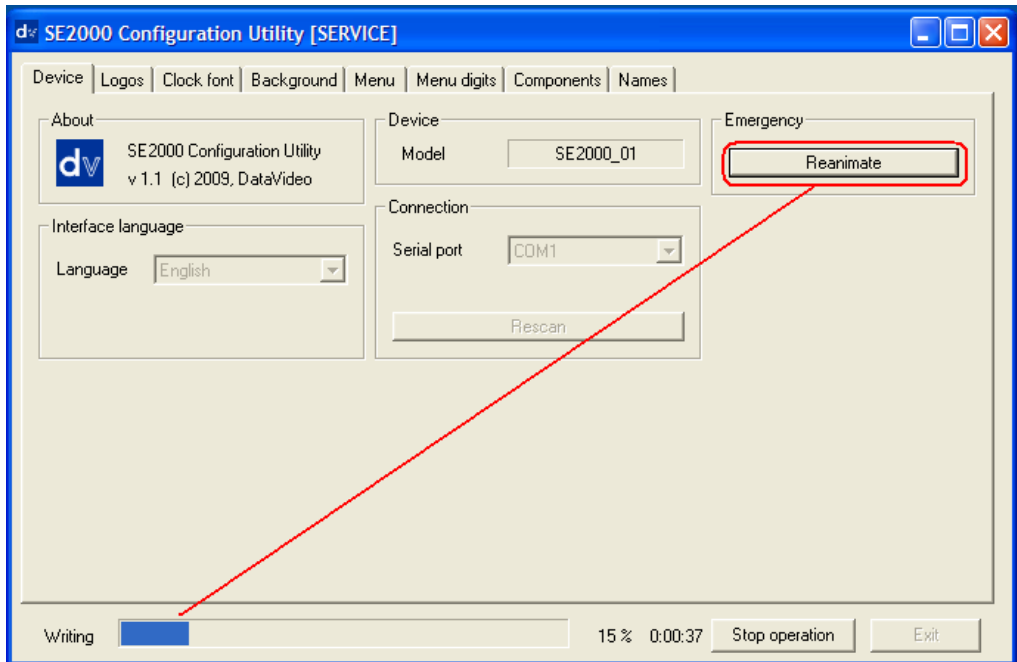 dv SE2000 Configuration Utility [SERVICE]
Device Logos Clock font Background Menu Menu digits Components Names
About
dv
SE2000 Configuration Utility
v 1.1 (c) 2009, DataVideo
Device
Model SE2000_01
Emergency
Reanimate
Interface language
Language English
Connection
Serial port COM1
Rescan
Writing 15 % 0:00:37 Stop operation Exit